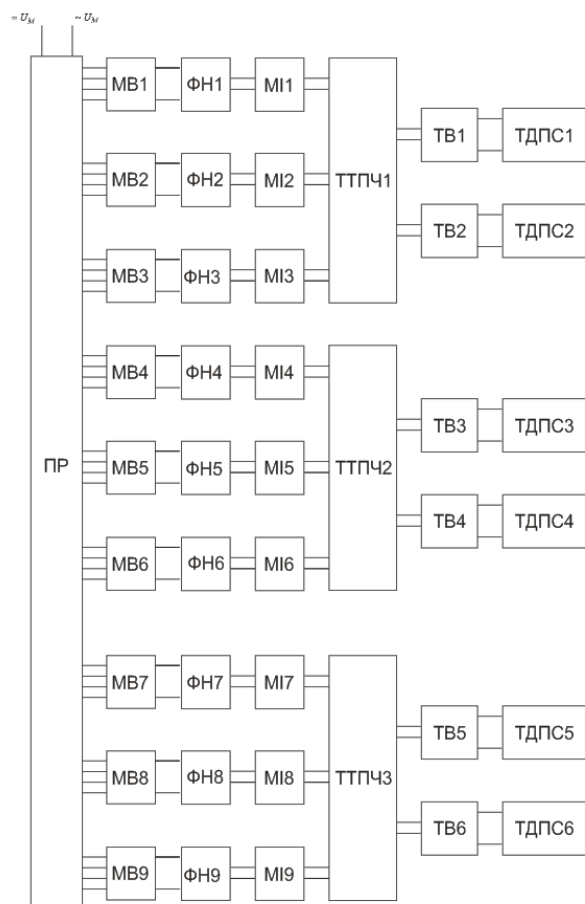 = U_M ~ U_M
МВ1 ФН1 МІ1
ТВ1 ТДПС1
МВ2 ФН2 МІ2 ТТПЧ1
ТВ2 ТДПС2
МВ3 ФН3 МІ3
МВ4 ФН4 МІ4
ТВ3 ТДПС3
ПР МВ5 ФН5 МІ5 ТТПЧ2
ТВ4 ТДПС4
МВ6 ФН6 МІ6
МВ7 ФН7 МІ7
ТВ5 ТДПС5
МВ8 ФН8 МІ8 ТТПЧ3
ТВ6 ТДПС6
МВ9 ФН9 МІ9